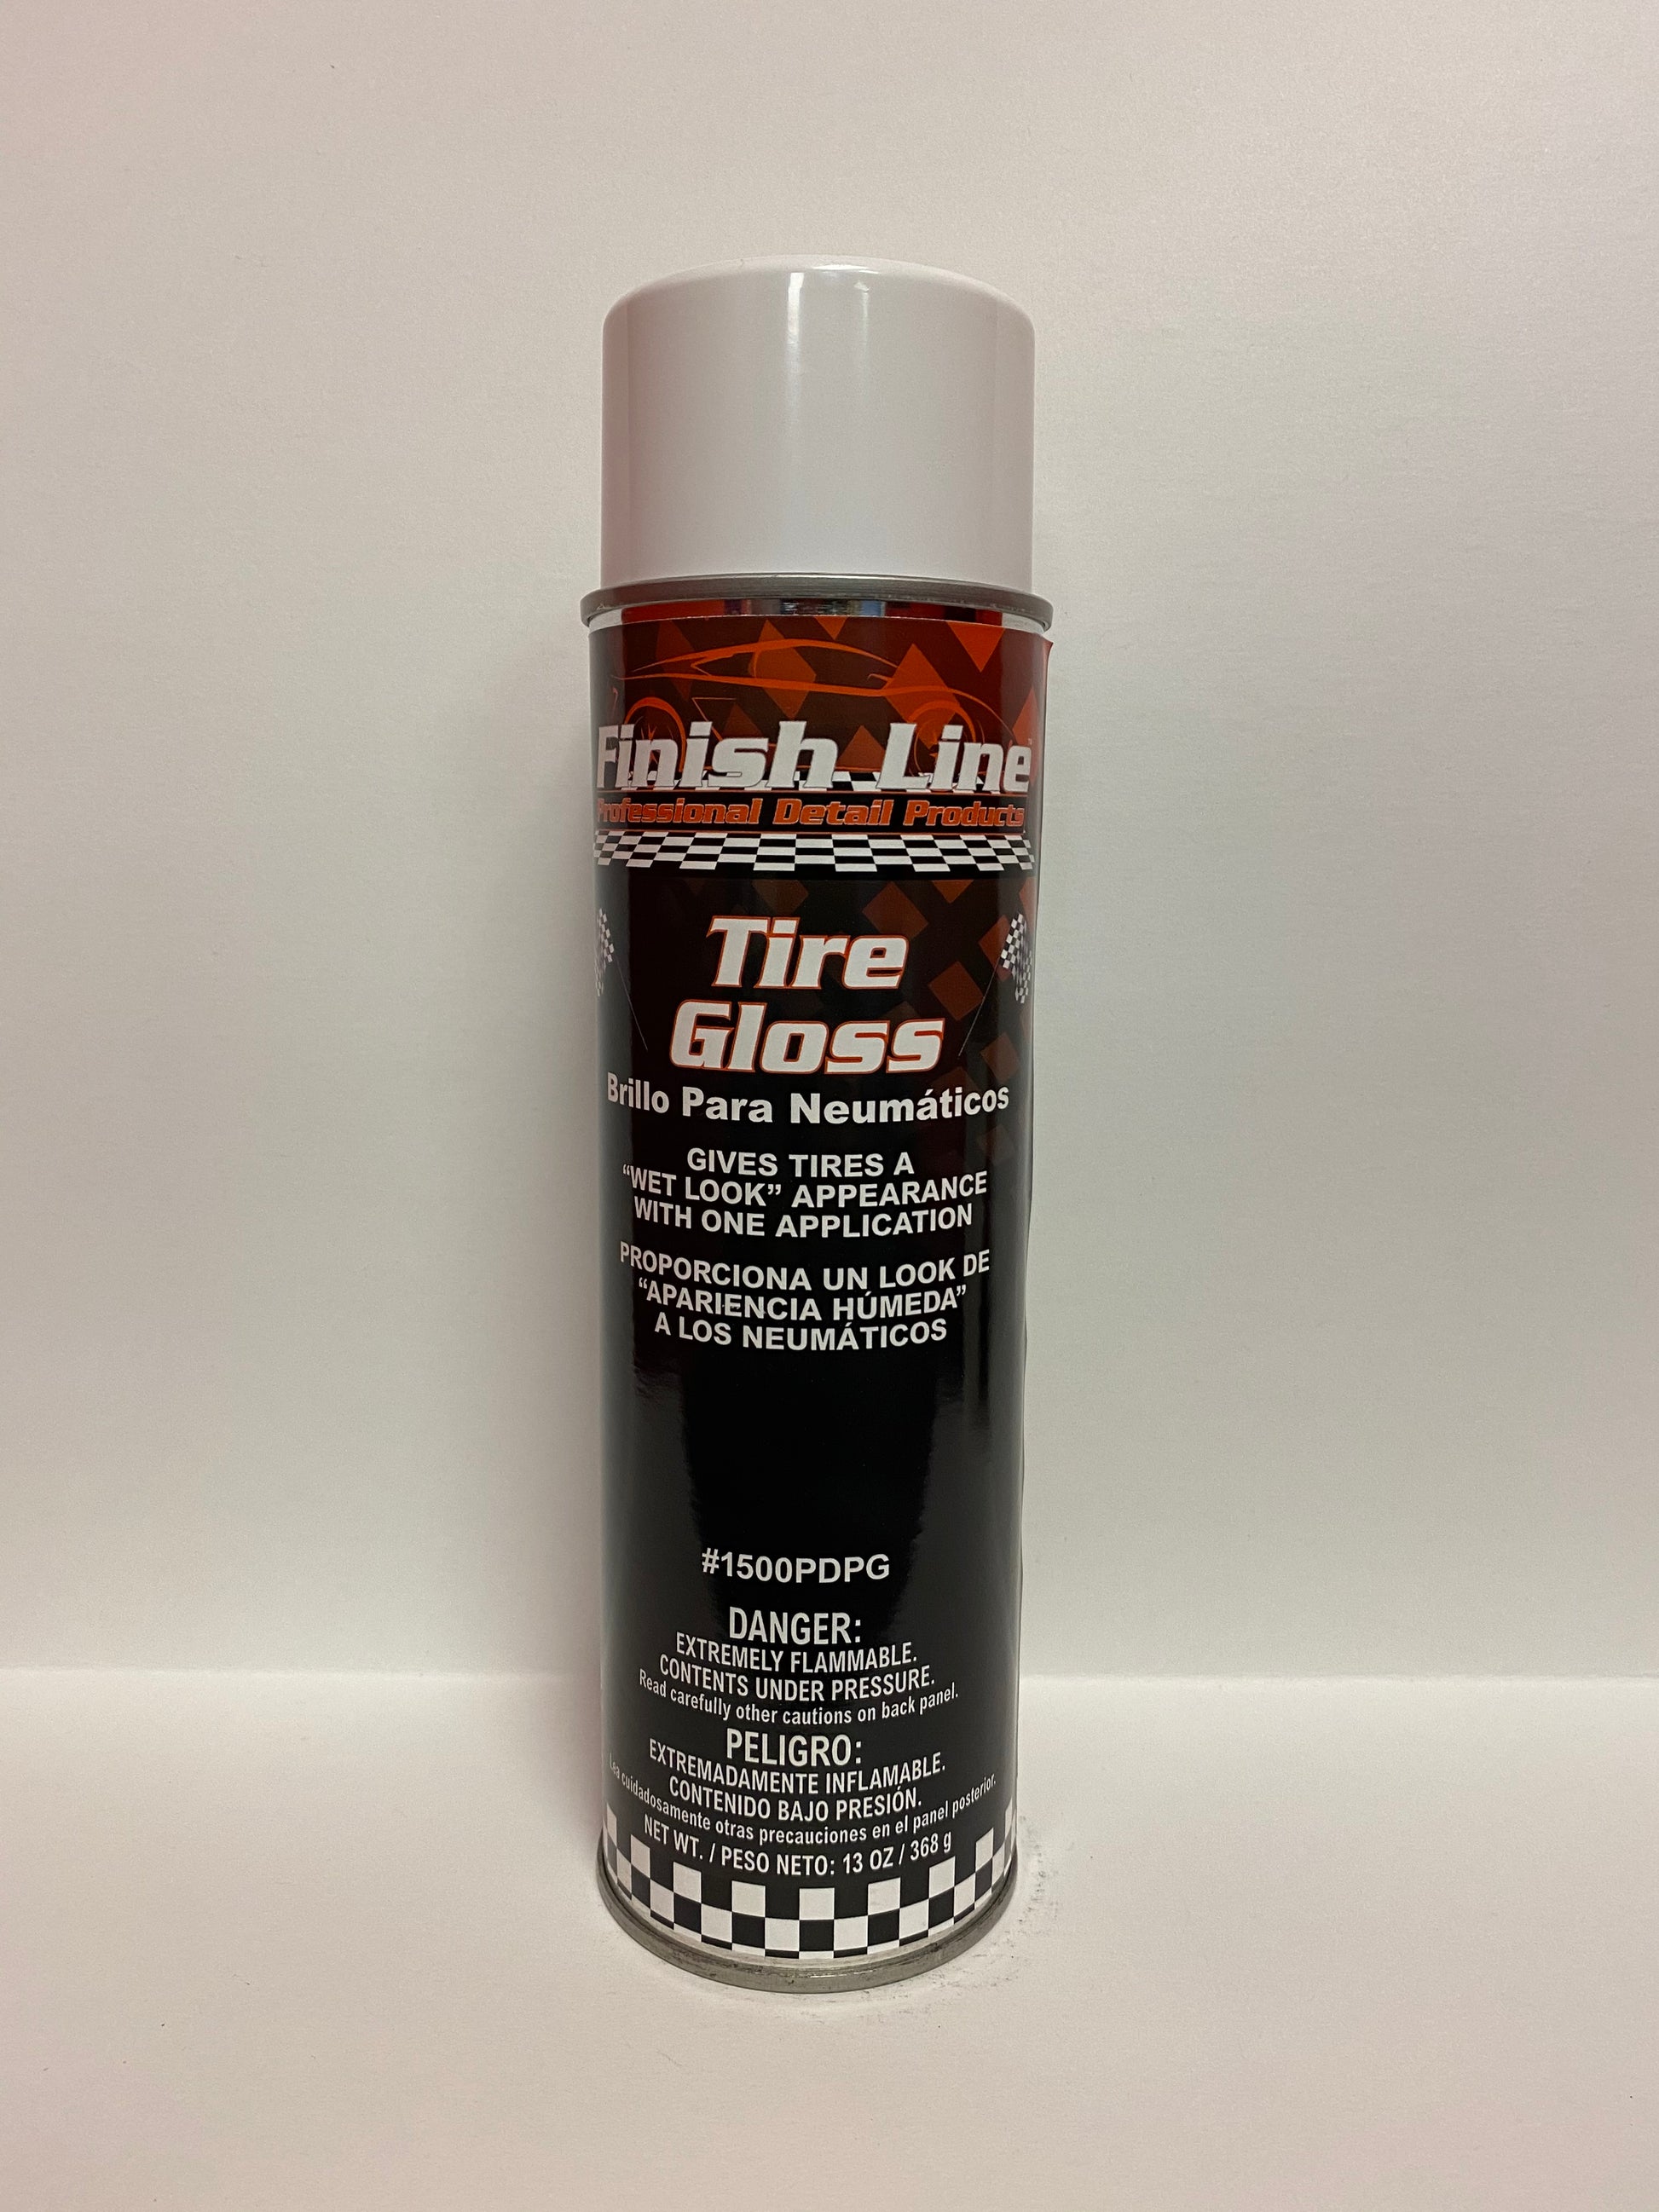 Finish Line
Professional Detail Products
Tire
Gloss
Brillo Para Neumáticos
GIVES TIRES A
“WET LOOK” APPEARANCE
WITH ONE APPLICATION
PROPORCIONA UN LOOK DE
“APARIENCIA HÚMEDA”
A LOS NEUMÁTICOS
#1500PDPG
DANGER:
EXTREMELY FLAMMABLE.
CONTENTS UNDER PRESSURE.
Read carefully other cautions on back panel.
PELIGRO:
EXTREMADAMENTE INFLAMABLE.
CONTENIDO BAJO PRESIÓN.
Lea cuidadosamente otras precauciones en el panel posterior.
NET WT. / PESO NETO: 13 OZ / 368 g